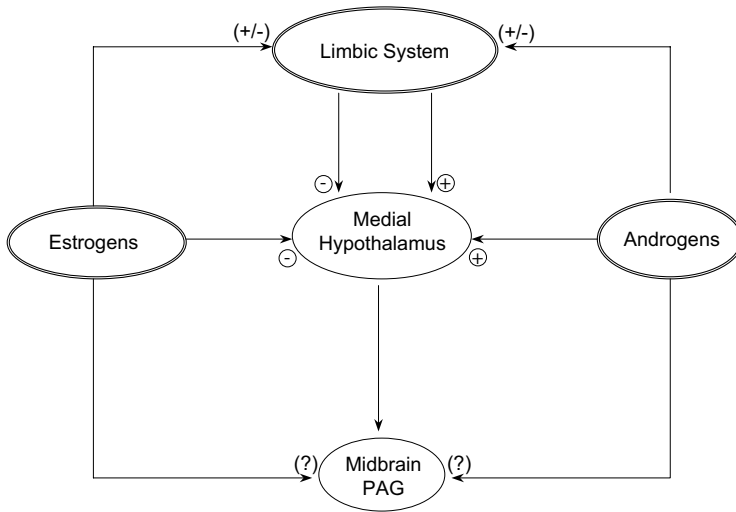 (+/-)
Limbic System
(+/-)
-
+
Estrogens
Medial
Hypothalamus
Androgens
-
+
(?)
Midbrain
PAG
(?)